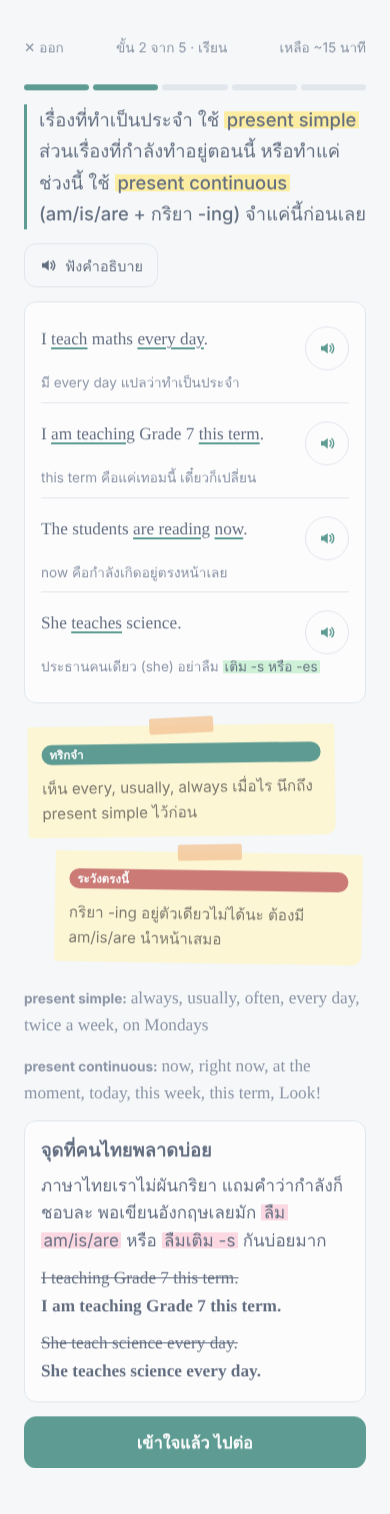 ✕ ออก
ขั้น 2 จาก 5 · เรียน
เหลือ ~15 นาที
เรื่องที่ทำเป็นประจำ ใช้ present simple
ส่วนเรื่องที่กำลังทำอยู่ตอนนี้ หรือทำแค่
ช่วงนี้ ใช้ present continuous
(am/is/are + กริยา -ing) จำแค่นี้ก่อนเลย
ฟังคำอธิบาย
I teach maths every day.
มี every day แปลว่าทำเป็นประจำ
I am teaching Grade 7 this term.
this term คือแค่เทอมนี้ เดี๋ยวก็เปลี่ยน
The students are reading now.
now คือกำลังเกิดอยู่ตรงหน้าเลย
She teaches science.
ประธานคนเดียว (she) อย่าลืม เติม -s หรือ -es
ทริกจำ
เห็น every, usually, always เมื่อไร นึกถึง
present simple ไว้ก่อน
ระวังตรงนี้
กริยา -ing อยู่ตัวเดียวไม่ได้นะ ต้องมี
am/is/are นำหน้าเสมอ
present simple: always, usually, often, every day,
twice a week, on Mondays
present continuous: now, right now, at the
moment, today, this week, this term, Look!
จุดที่คนไทยพลาดบ่อย
ภาษาไทยเราไม่ผันกริยา แถมคำว่ากำลังก็
ชอบละ พอเขียนอังกฤษเลยมัก ลืม
am/is/are หรือ ลืมเติม -s กันบ่อยมาก
I teaching Grade 7 this term.
I am teaching Grade 7 this term.
She teach science every day.
She teaches science every day.
เข้าใจแล้ว ไปต่อ